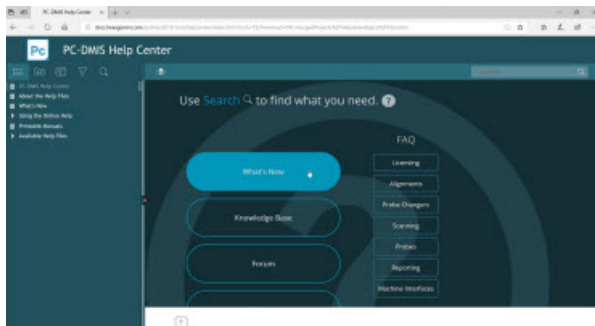 PC-DMIS Help Center
Pc PC-DMIS Help Center
PC-DMIS Help Center
About the Help Files
What's New
Using the Online Help
Printable Manuals
Available Help Files
Use Search to find what you need.
FAQ
What's New
Knowledge Base
Forum
Licensing
Alignments
Probe Changers
Scanning
Probes
Reporting
Machine Interfaces